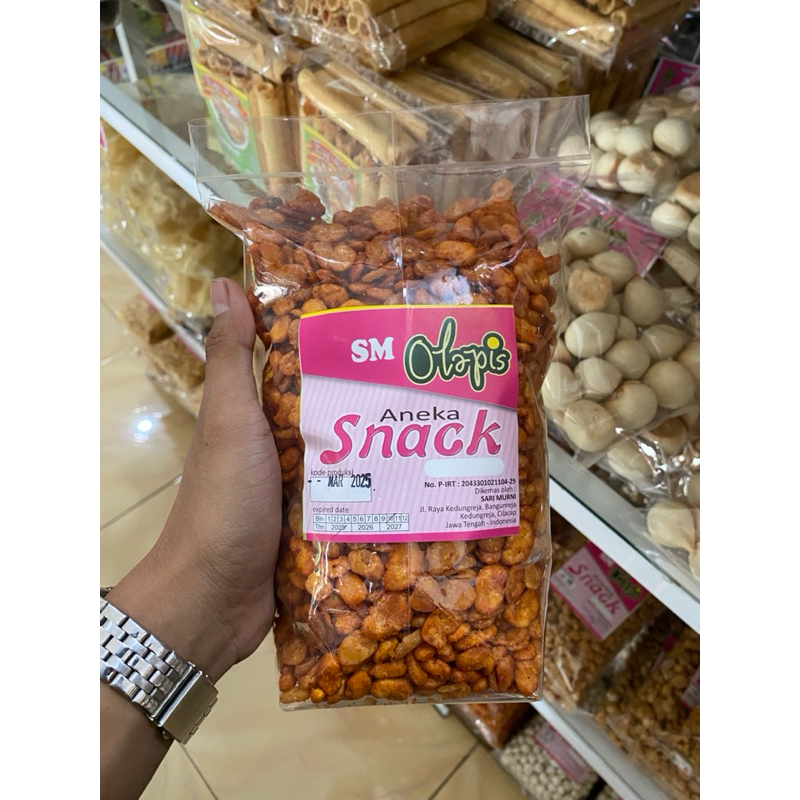 SM Olapis
Aneka
Snack
kode produksi
- - MAR 2025
No. P-IRT : 2043301021104-29
Dikemas oleh :
SARI MURNI
Jl. Raya Kedungreja, Bangunreja
Kedungreja, Cilacap
Jawa Tengah - Indonesia
expired date
Bln 1 2 3 4 5 6 7 8 9 10 11 12
Thn 2025 2026 2027
Snack